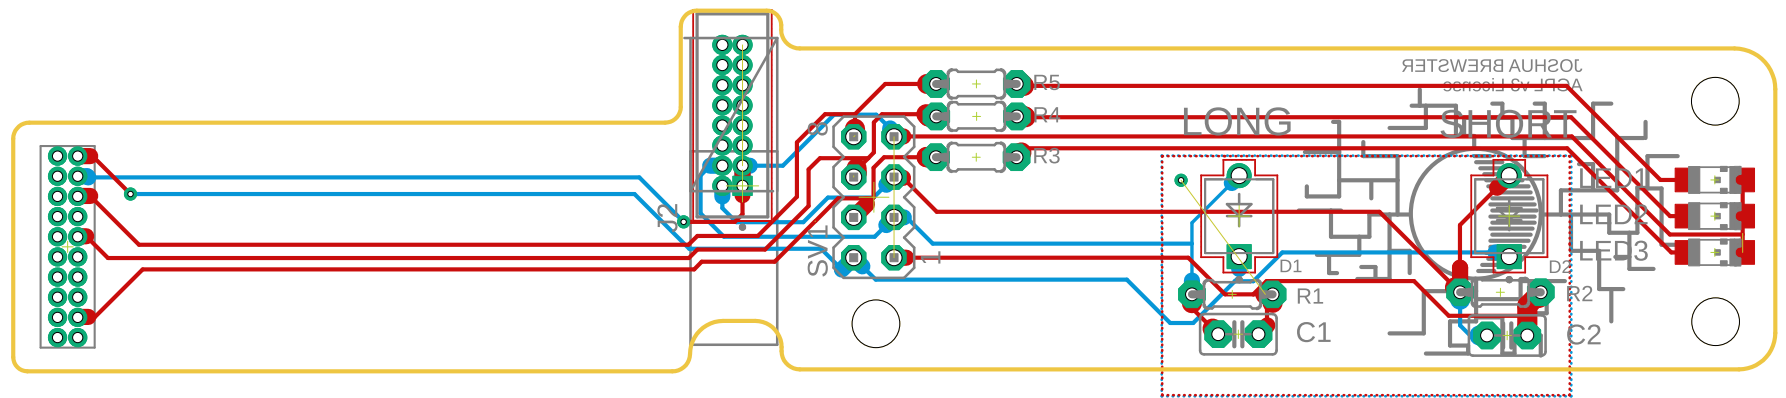 JOSHUA BREWSTER
AGPL v3 License
R5
R4
R3
LONG
SHORT
8
J2
SV1
1
LED1
LED2
LED3
D1
D2
R1
R2
C1
C2